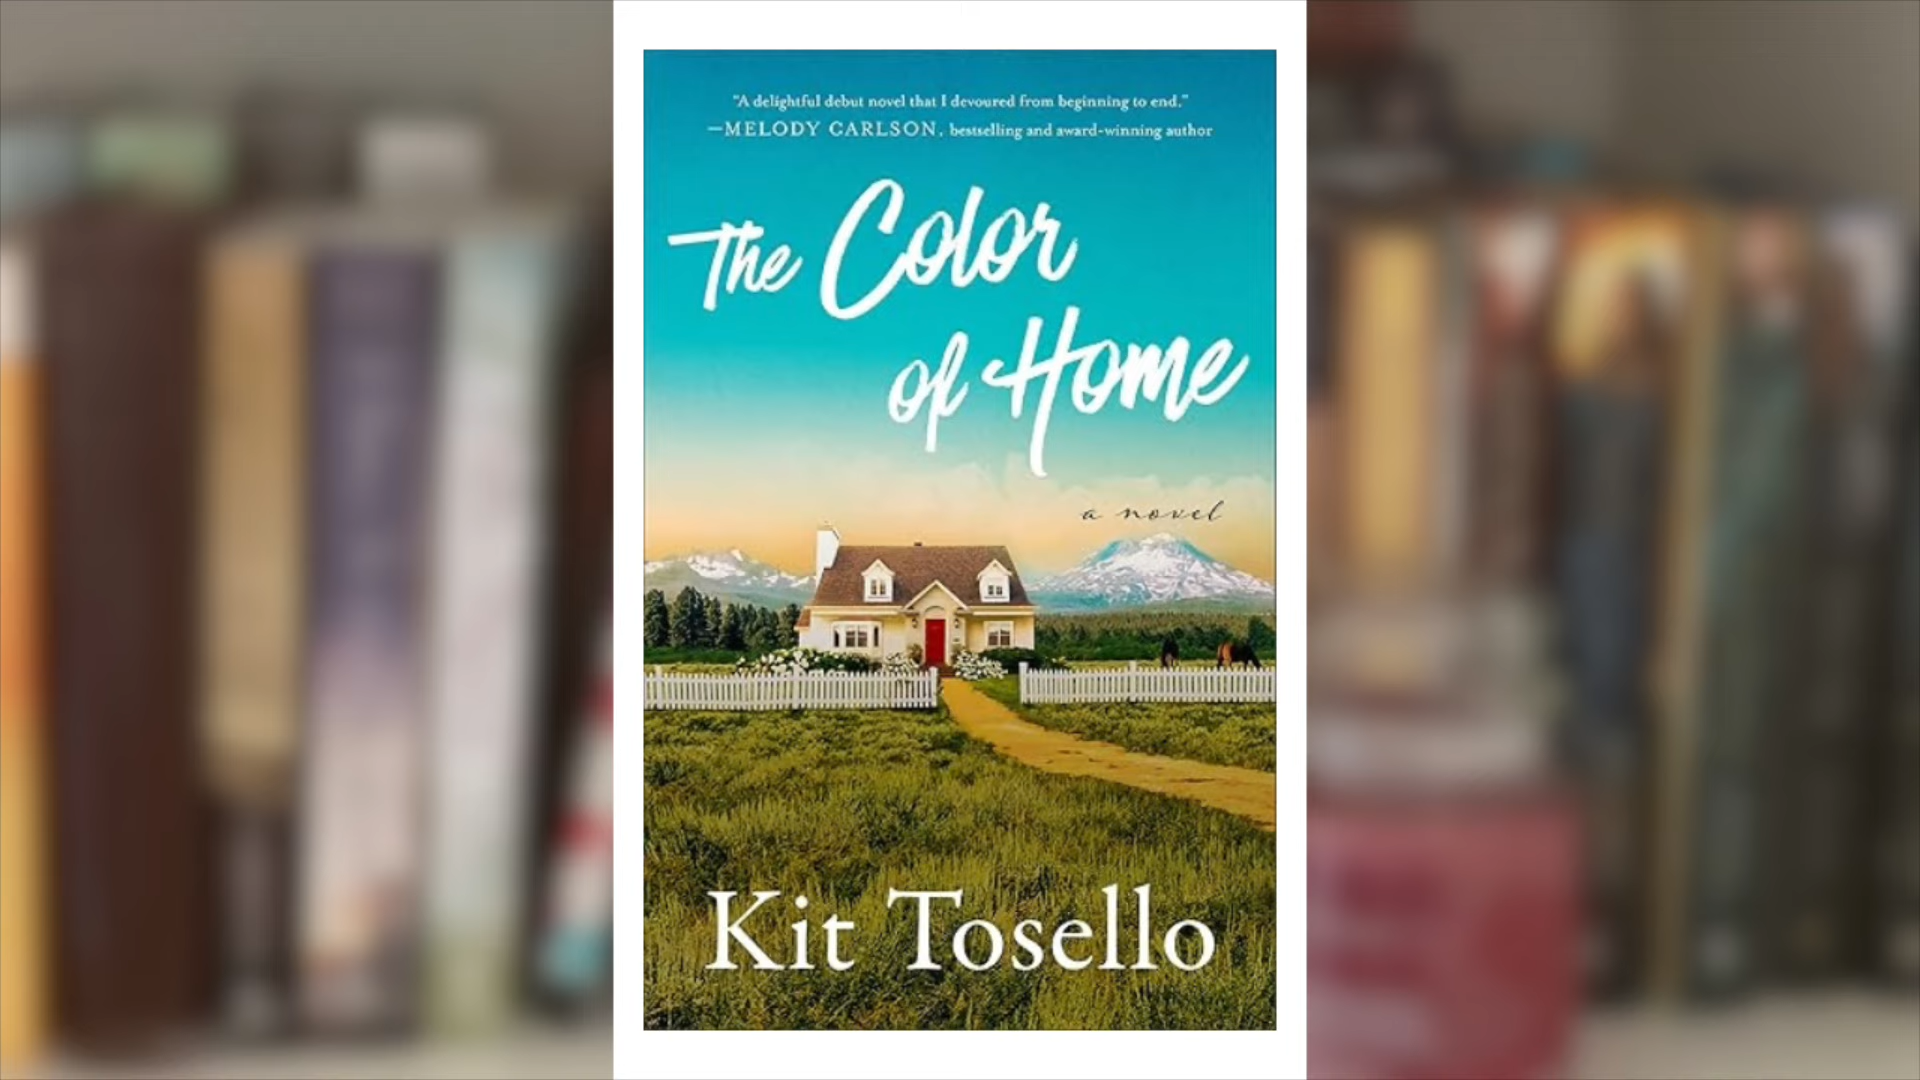 "A delightful debut novel that I devoured from beginning to end."
—MELODY CARLSON, bestselling and award-winning author
The Color
of Home
a novel
Kit Tosello